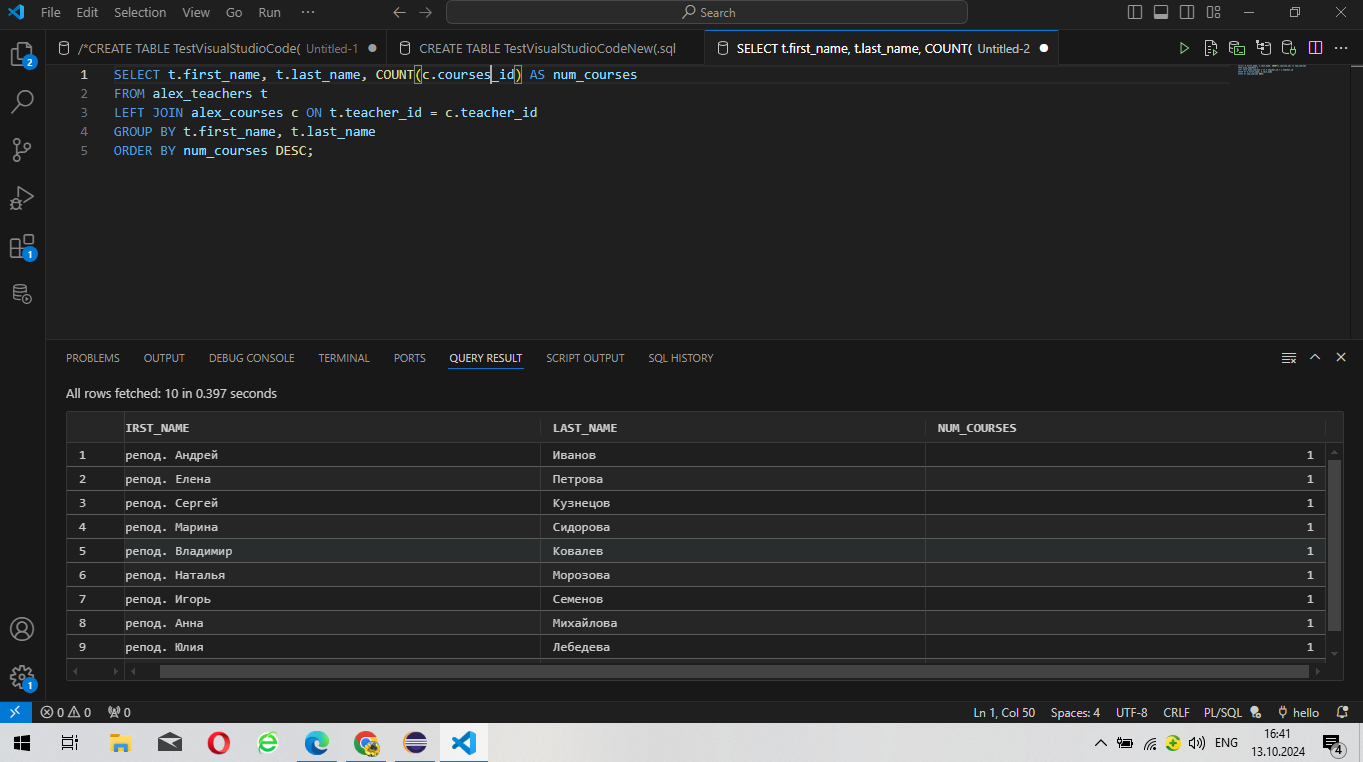 File Edit Selection View Go Run ··· Search
2
/*CREATE TABLE TestVisualStudioCode( Untitled-1 CREATE TABLE TestVisualStudioCodeNew(.sql SELECT t.first_name, t.last_name, COUNT( Untitled-2
1 SELECT t.first_name, t.last_name, COUNT(c.courses_id) AS num_courses
2 FROM alex_teachers t
3 LEFT JOIN alex_courses c ON t.teacher_id = c.teacher_id
4 GROUP BY t.first_name, t.last_name
5 ORDER BY num_courses DESC;
1
PROBLEMS OUTPUT DEBUG CONSOLE TERMINAL PORTS QUERY RESULT SCRIPT OUTPUT SQL HISTORY
All rows fetched: 10 in 0.397 seconds
IRST_NAME LAST_NAME NUM_COURSES
1 репод. Андрей Иванов 1
2 репод. Елена Петрова 1
3 репод. Сергей Кузнецов 1
4 репод. Марина Сидорова 1
5 репод. Владимир Ковалев 1
6 репод. Наталья Морозова 1
7 репод. Игорь Семенов 1
8 репод. Анна Михайлова 1
9 репод. Юлия Лебедева 1
1
0 0 0 Ln 1, Col 50 Spaces: 4 UTF-8 CRLF PL/SQL hello
ENG 16:41
13.10.2024 4